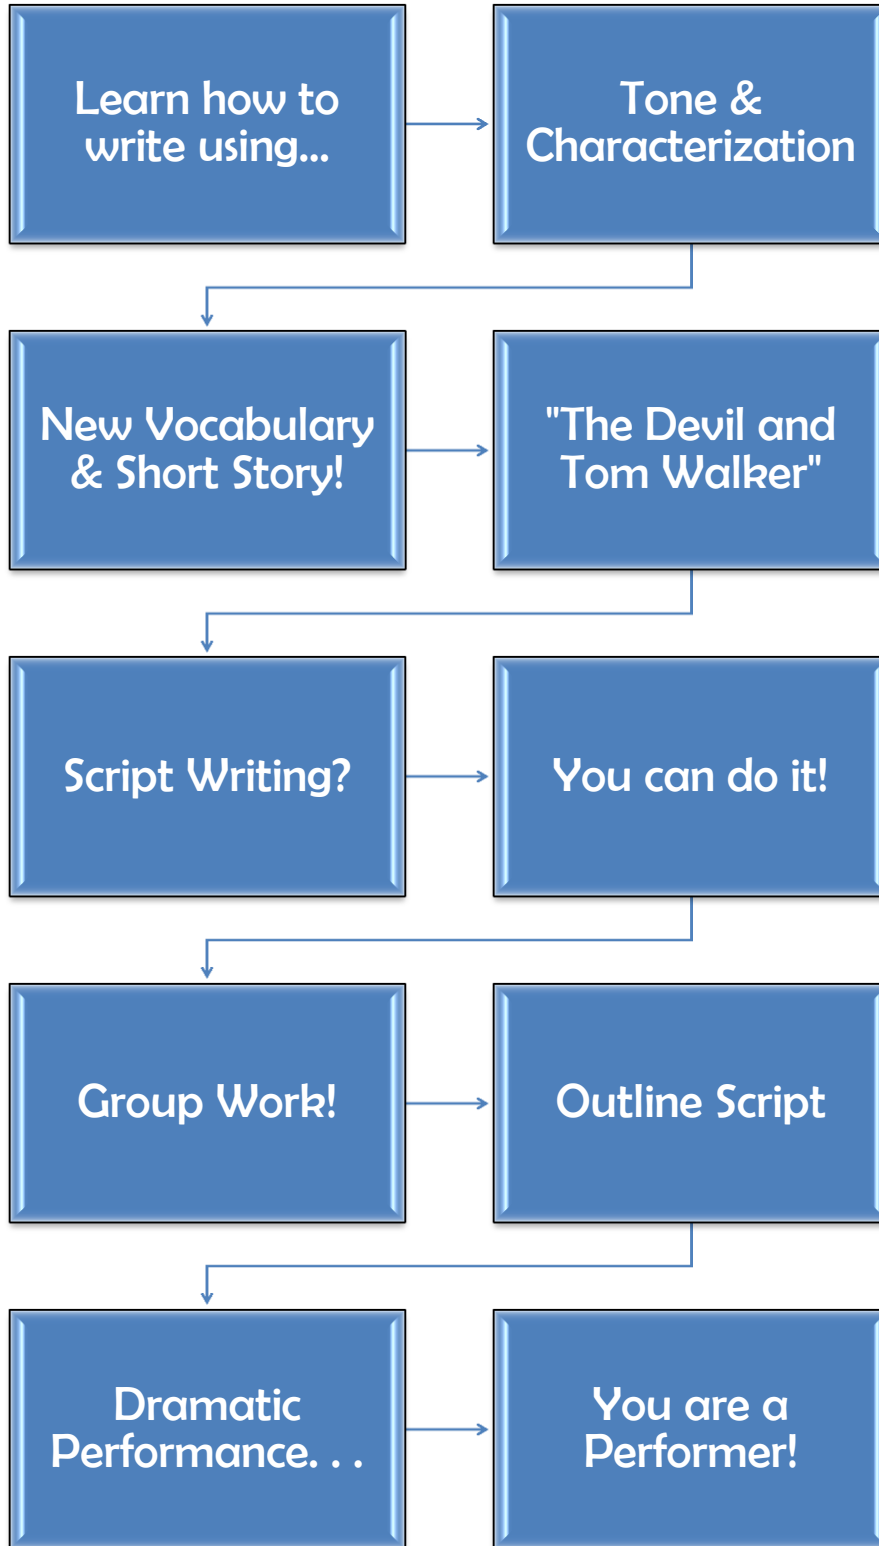 Learn how to
write using...
Tone &
Characterization
New Vocabulary
& Short Story!
"The Devil and
Tom Walker"
Script Writing?
You can do it!
Group Work!
Outline Script
Dramatic
Performance. . .
You are a
Performer!